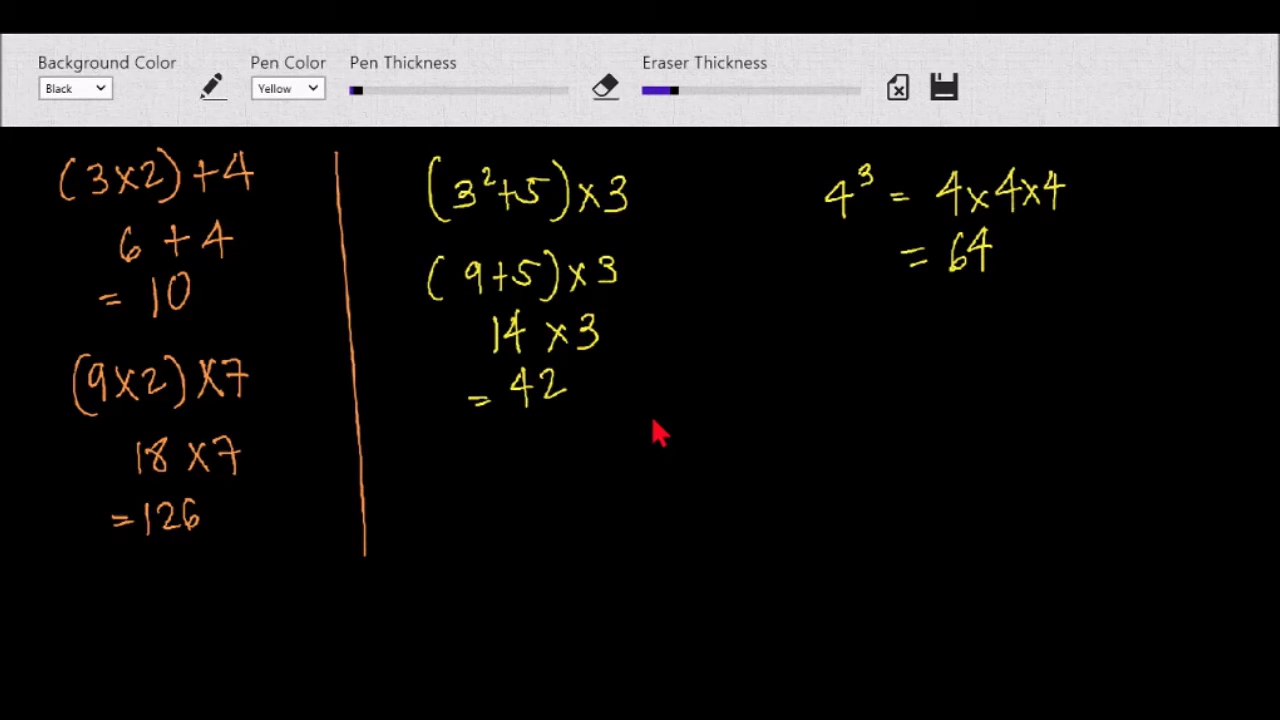 Background Color
Pen Color
Pen Thickness
Eraser Thickness
Black
Yellow
(3x2)+4
6 + 4
= 10
(9x2) x7
18 x7
=126
(3²+5)x3
(9+5)x3
14 x3
= 42
4³ = 4x4x4
= 64